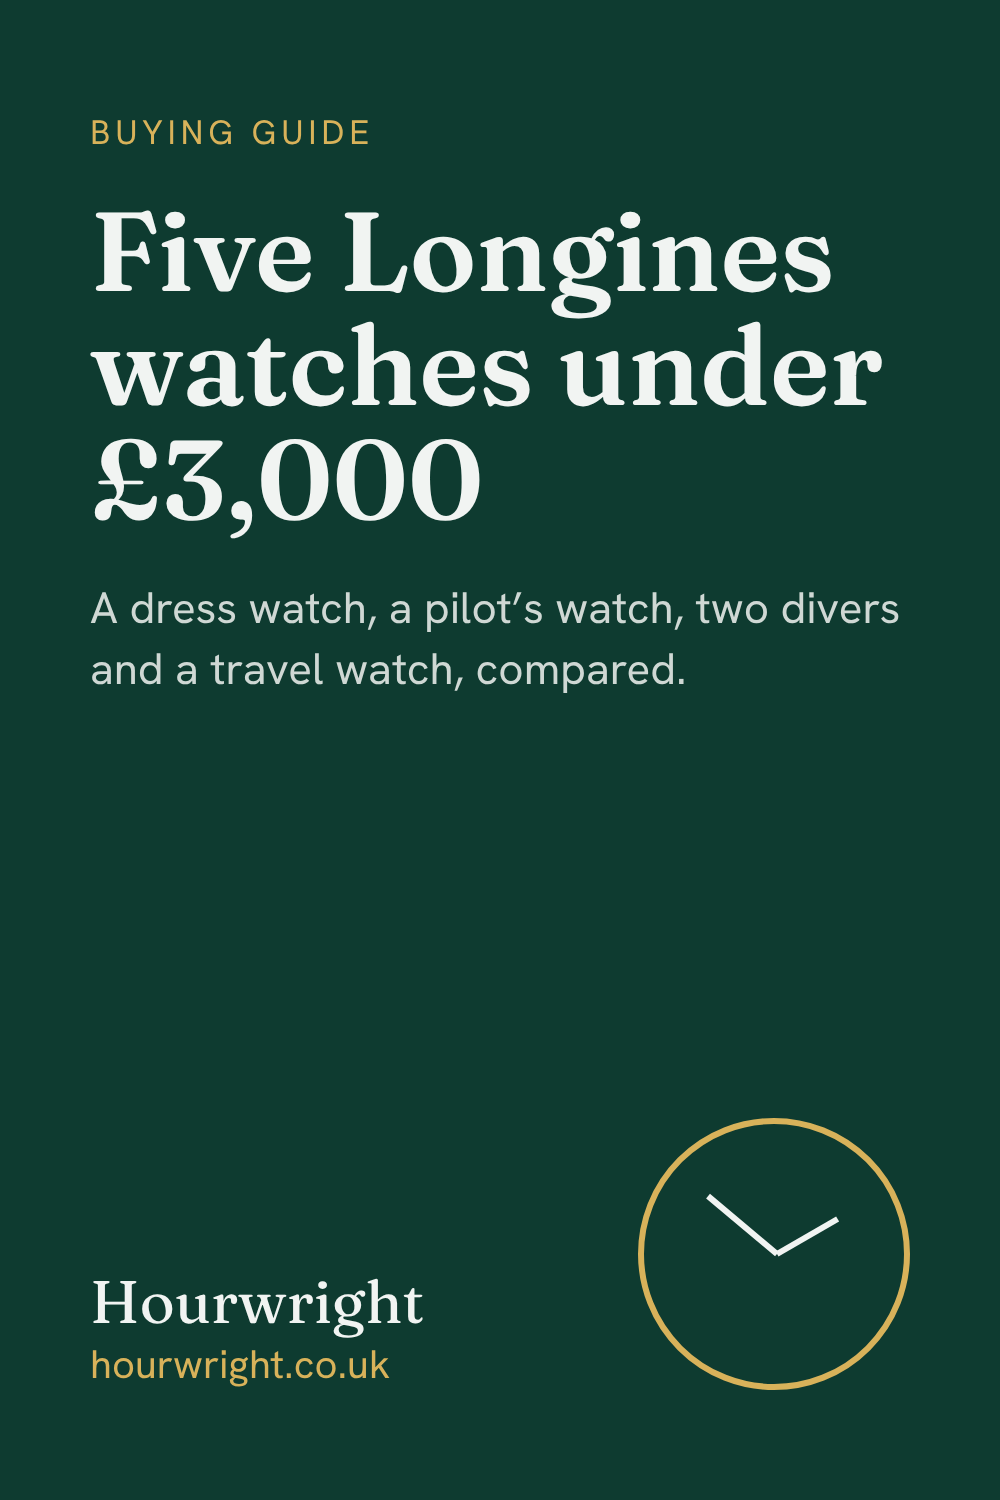 BUYING GUIDE
Five Longines
watches under
£3,000
A dress watch, a pilot’s watch, two divers
and a travel watch, compared.
Hourwright
hourwright.co.uk